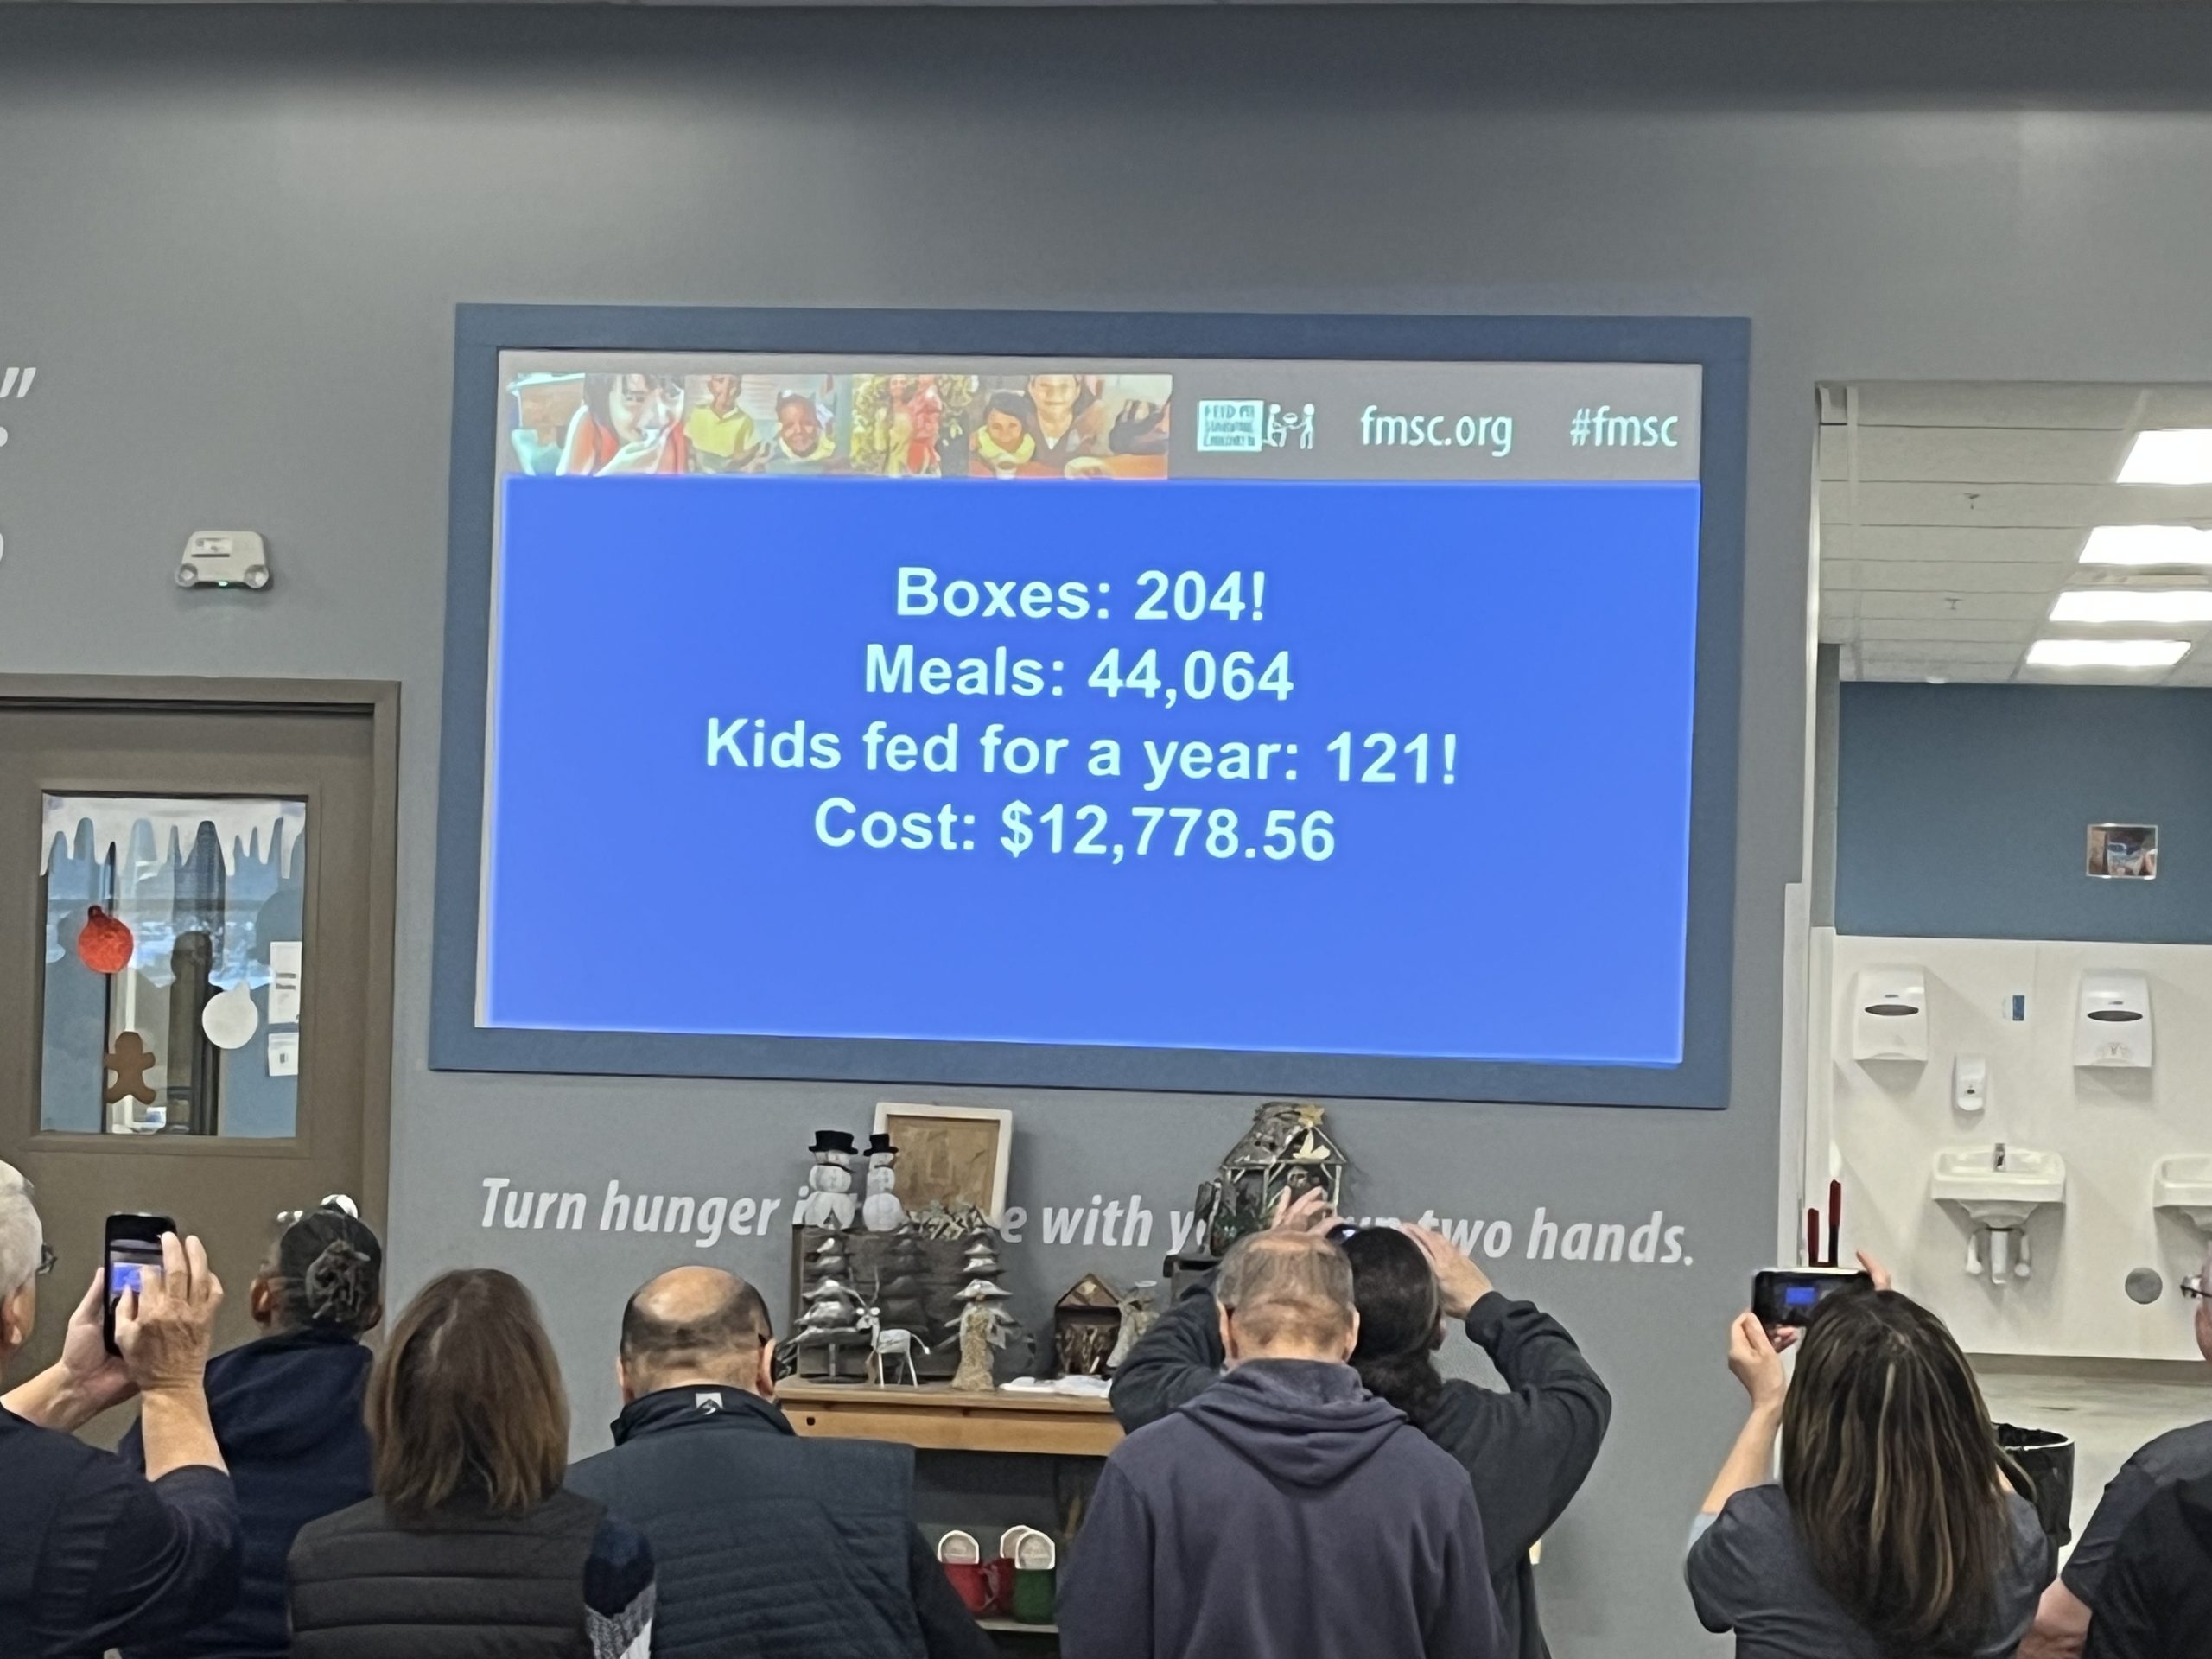 fmsc.org #fmsc
Boxes: 204!
Meals: 44,064
Kids fed for a year: 121!
Cost: $12,778.56
Turn hunger e with two hands.